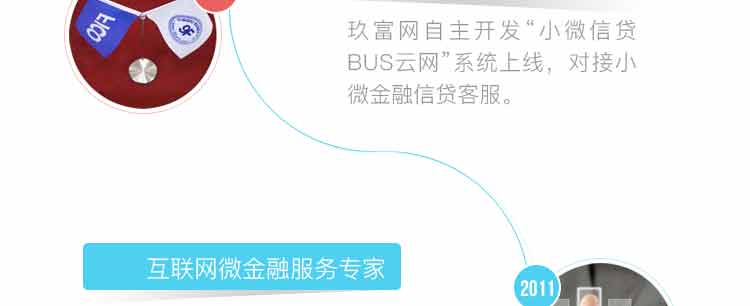 FICO
玖富网自主开发“小微信贷
BUS云网”系统上线，对接小
微金融信贷客服。
互联网微金融服务专家
2011